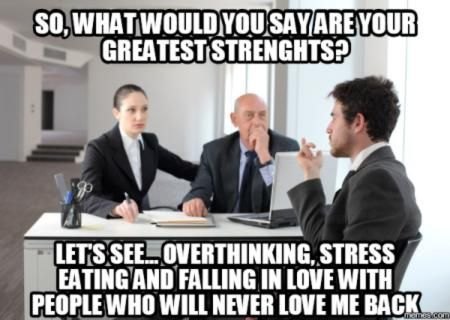 SO, WHAT WOULD YOU SAY ARE YOUR
GREATEST STRENGHTS?
LET'S SEE... OVERTHINKING, STRESS
EATING AND FALLING IN LOVE WITH
PEOPLE WHO WILL NEVER LOVE ME BACK
memes.com